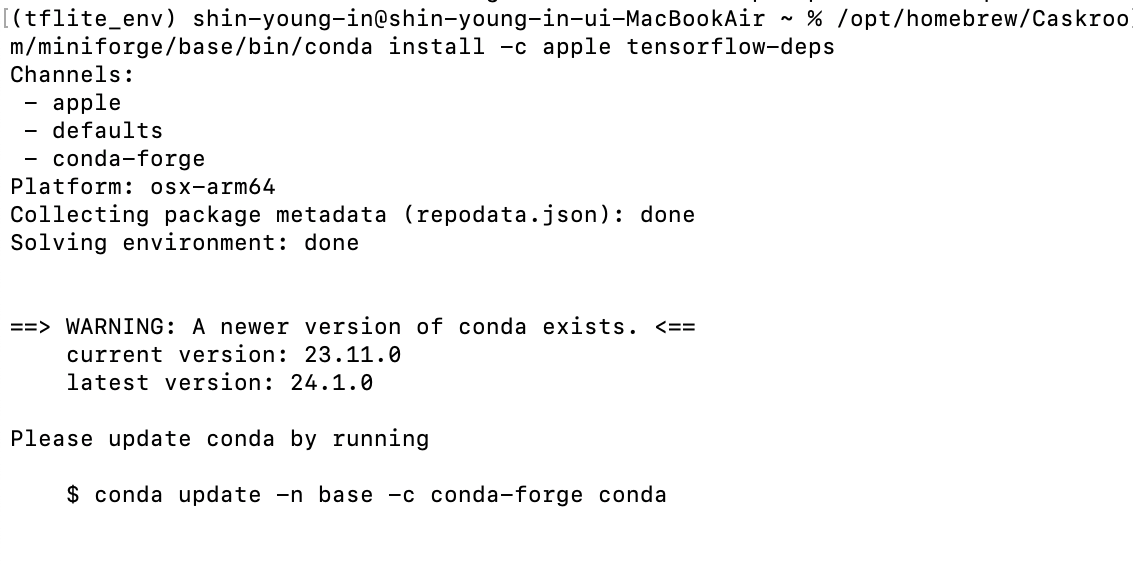 [(tflite_env) shin-young-in@shin-young-in-ui-MacBookAir ~ % /opt/homebrew/Caskroo
m/miniforge/base/bin/conda install -c apple tensorflow-deps
Channels:
 - apple
 - defaults
 - conda-forge
Platform: osx-arm64
Collecting package metadata (repodata.json): done
Solving environment: done
==> WARNING: A newer version of conda exists. <==
    current version: 23.11.0
    latest version: 24.1.0
Please update conda by running
    $ conda update -n base -c conda-forge conda